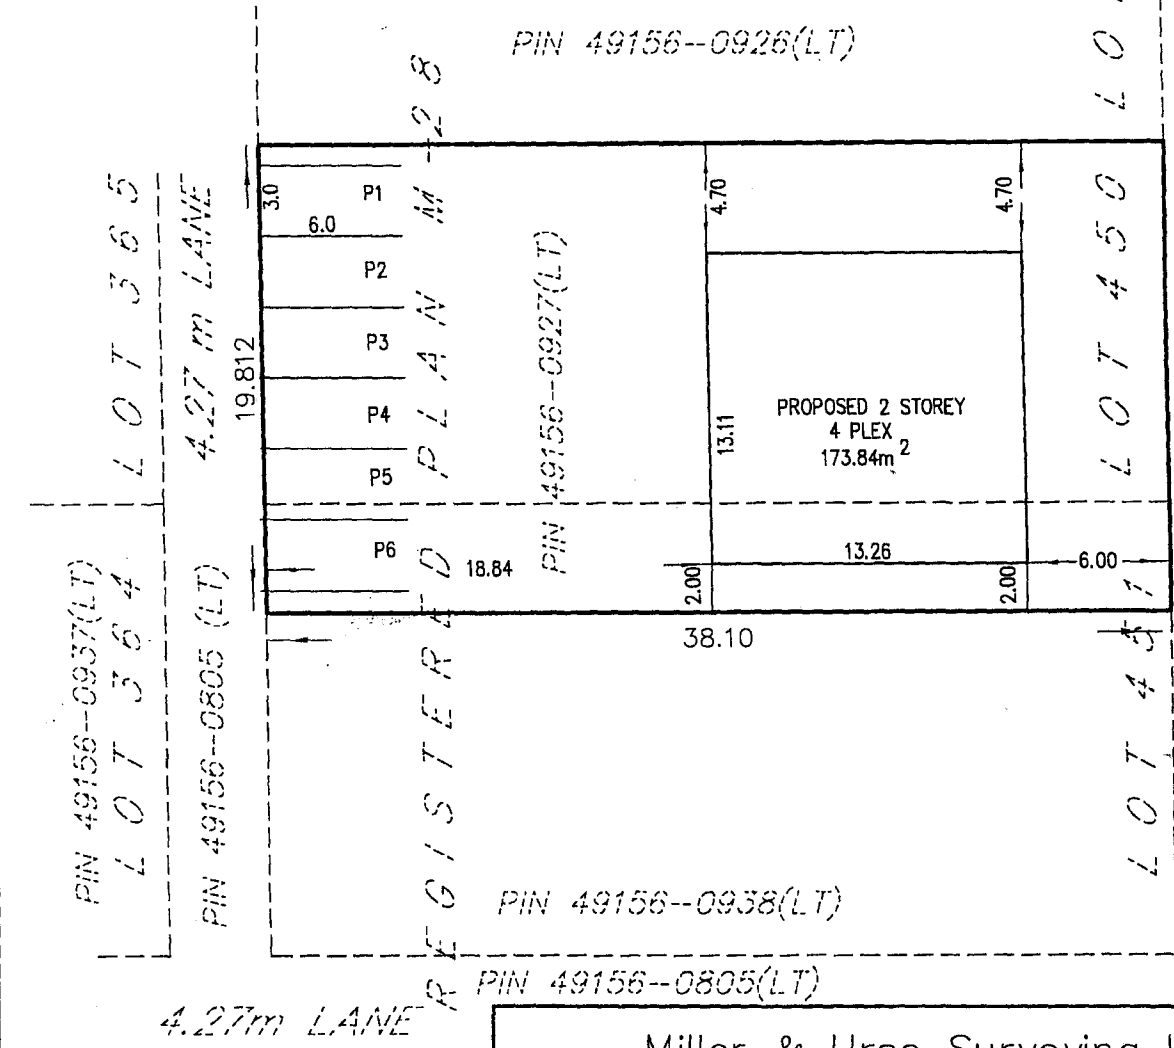 PIN 49156--0926(LT)
LOT 365
4.27 m LANE
19.812
3.0
6.0
P1
P2
P3
P4
P5
P6
REGISTERED PLAN M-28
PIN 49156--0927(LT)
4.70
4.70
LOT 450
13.11
PROPOSED 2 STOREY
4 PLEX
173.84m2
13.26
6.00
18.84
2.00
2.00
38.10
LOT 451
PIN 49156--0937(LT)
LOT 364
PIN 49156--0805 (LT)
PIN 49156--0938(LT)
PIN 49156--0805(LT)
4.27m LANE
Miller & Urso Surveying